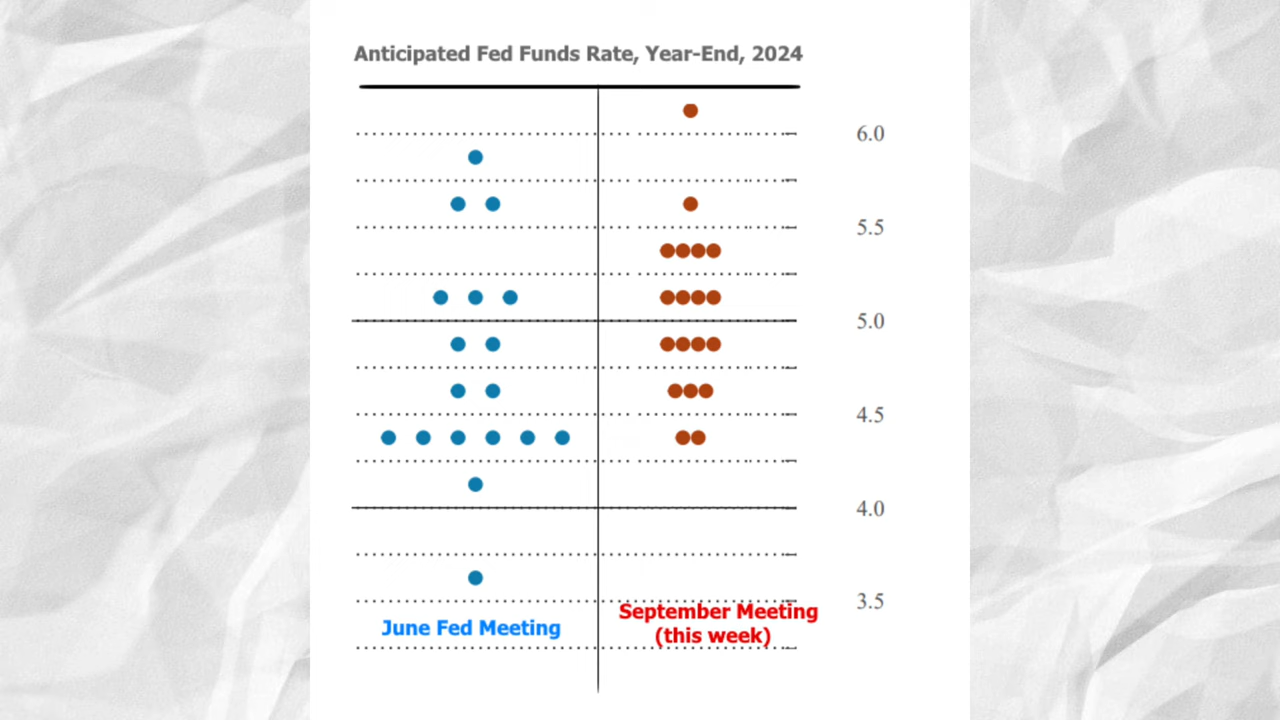 Anticipated Fed Funds Rate, Year-End, 2024
6.0
5.5
5.0
4.5
4.0
3.5
June Fed Meeting
September Meeting
(this week)